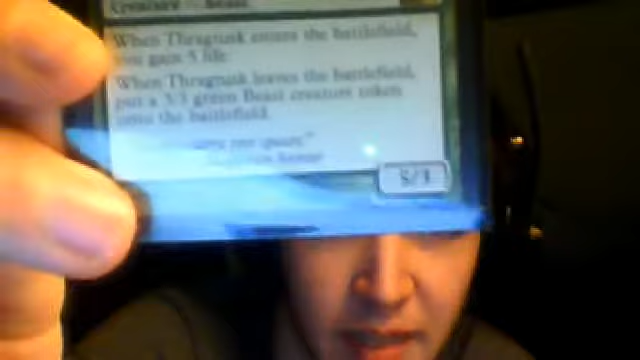 Creature — Beast
When Thragtusk enters the battlefield,
you gain 5 life.
When Thragtusk leaves the battlefield,
put a 3/3 green Beast creature token
onto the battlefield.
5/3